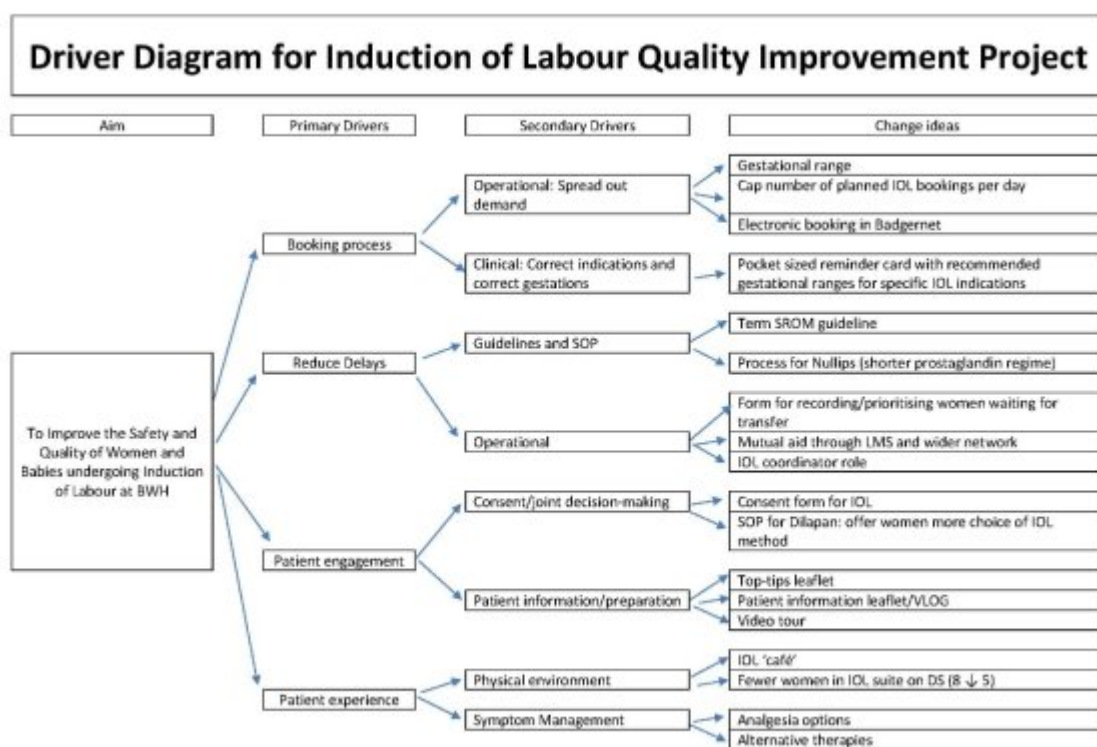 Driver Diagram for Induction of Labour Quality Improvement Project
Aim
Primary Drivers
Secondary Drivers
Change ideas
To Improve the Safety and
Quality of Women and
Babies undergoing Induction
of Labour at BWH
Booking process
Operational: Spread out
demand
Gestational range
Cap number of planned IOL bookings per day
Electronic booking in Badgernet
Clinical: Correct indications and
correct gestations
Pocket sized reminder card with recommended
gestational ranges for specific IOL indications
Reduce Delays
Guidelines and SOP
Term SROM guideline
Process for Nullips (shorter prostaglandin regime)
Operational
Form for recording/prioritising women waiting for
transfer
Mutual aid through LMS and wider network
IOL coordinator role
Patient engagement
Consent/joint decision-making
Consent form for IOL
SOP for Dilapan: offer women more choice of IOL
method
Patient information/preparation
Top-tips leaflet
Patient information leaflet/VLOG
Video tour
Patient experience
Physical environment
IOL 'café'
Fewer women in IOL suite on DS (8 ↓ 5)
Symptom Management
Analgesia options
Alternative therapies